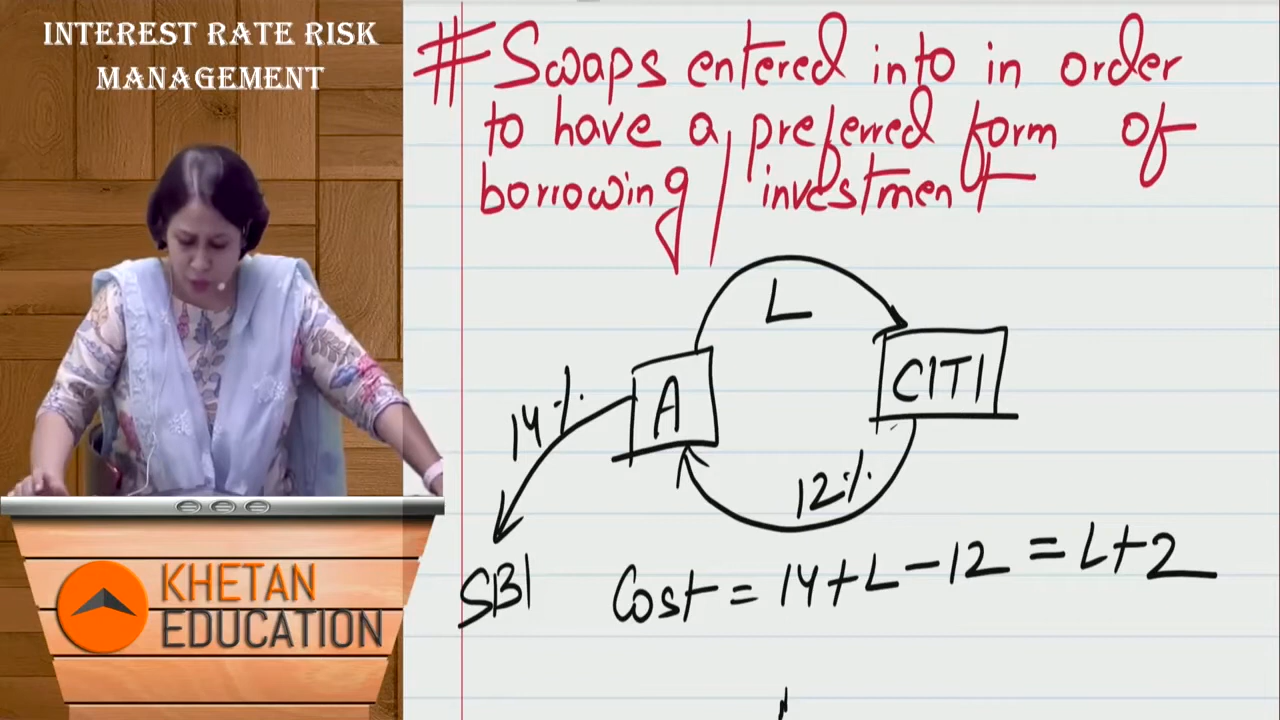 INTEREST RATE RISK
MANAGEMENT
# Swaps entered into in order
to have a preferred form of
borrowing / investment
L
A
CITI
14%
12%
SBI
Cost = 14 + L - 12 = L + 2
KHETAN
EDUCATION